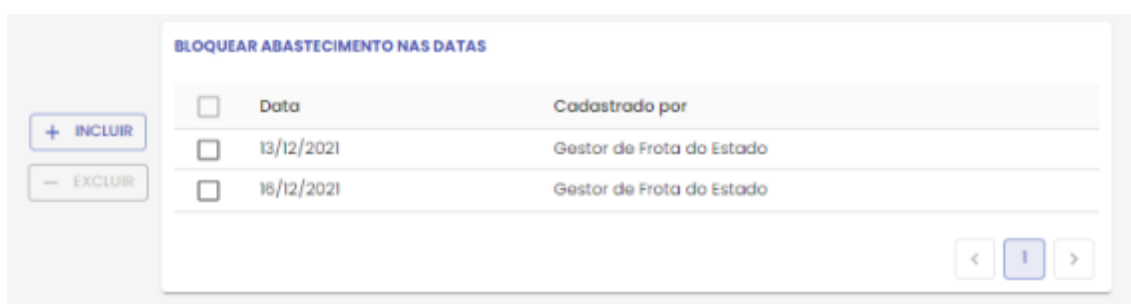 BLOQUEAR ABASTECIMENTO NAS DATAS
Data Cadastrado por
+ INCLUIR
13/12/2021 Gestor de Frota do Estado
— EXCLUIR
16/12/2021 Gestor de Frota do Estado
< 1 >